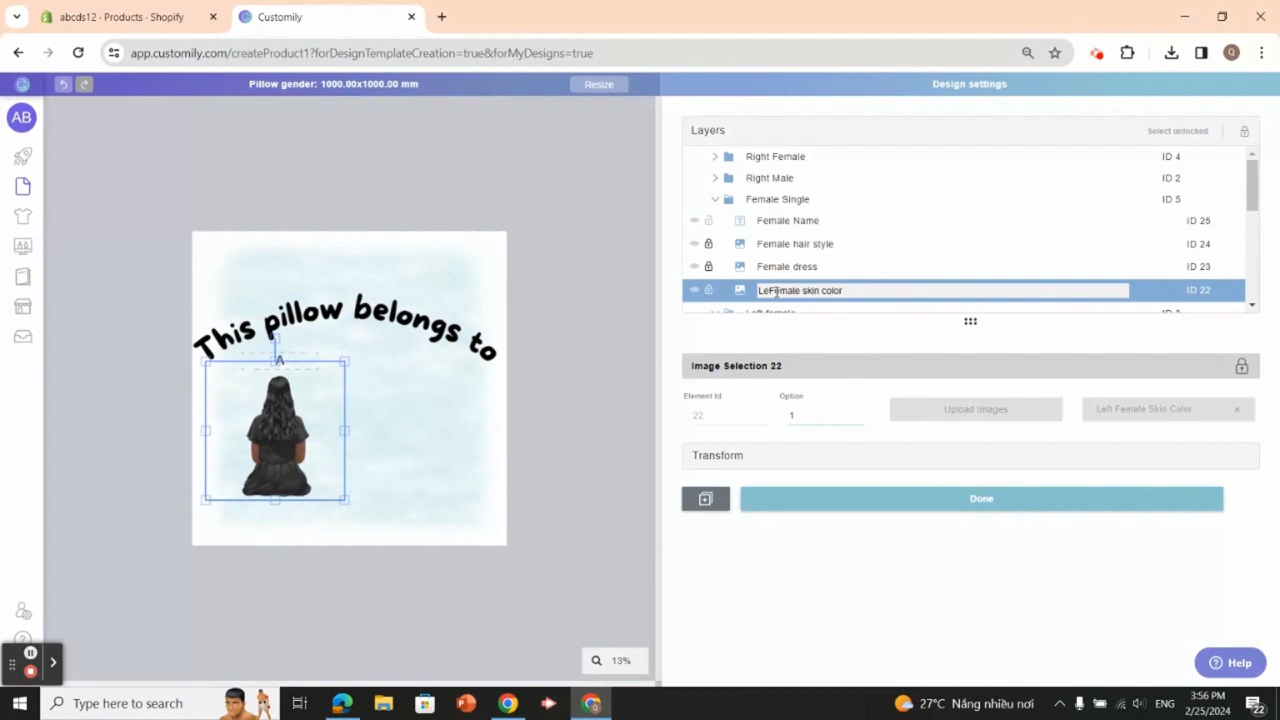 abcds12 - Products - Shopify
Customily
app.customily.com/createProduct1?forDesignTemplateCreation=true&forMyDesigns=true
Q
Pillow gender: 1000.00x1000.00 mm
Resize
Design settings
AB
Layers
Select unlocked
Right Female
ID 4
Right Male
ID 2
Female Single
ID 5
Female Name
ID 25
Female hair style
ID 24
Female dress
ID 23
LeFemale skin color
ID 22
This pillow belongs to
A
Image Selection 22
Element Id
Option
22
1
Upload Images
Left Female Skin Color
Transform
Done
13%
Help
Type here to search
27°C Nắng nhiều nơi
ENG
3:56 PM
2/25/2024
22